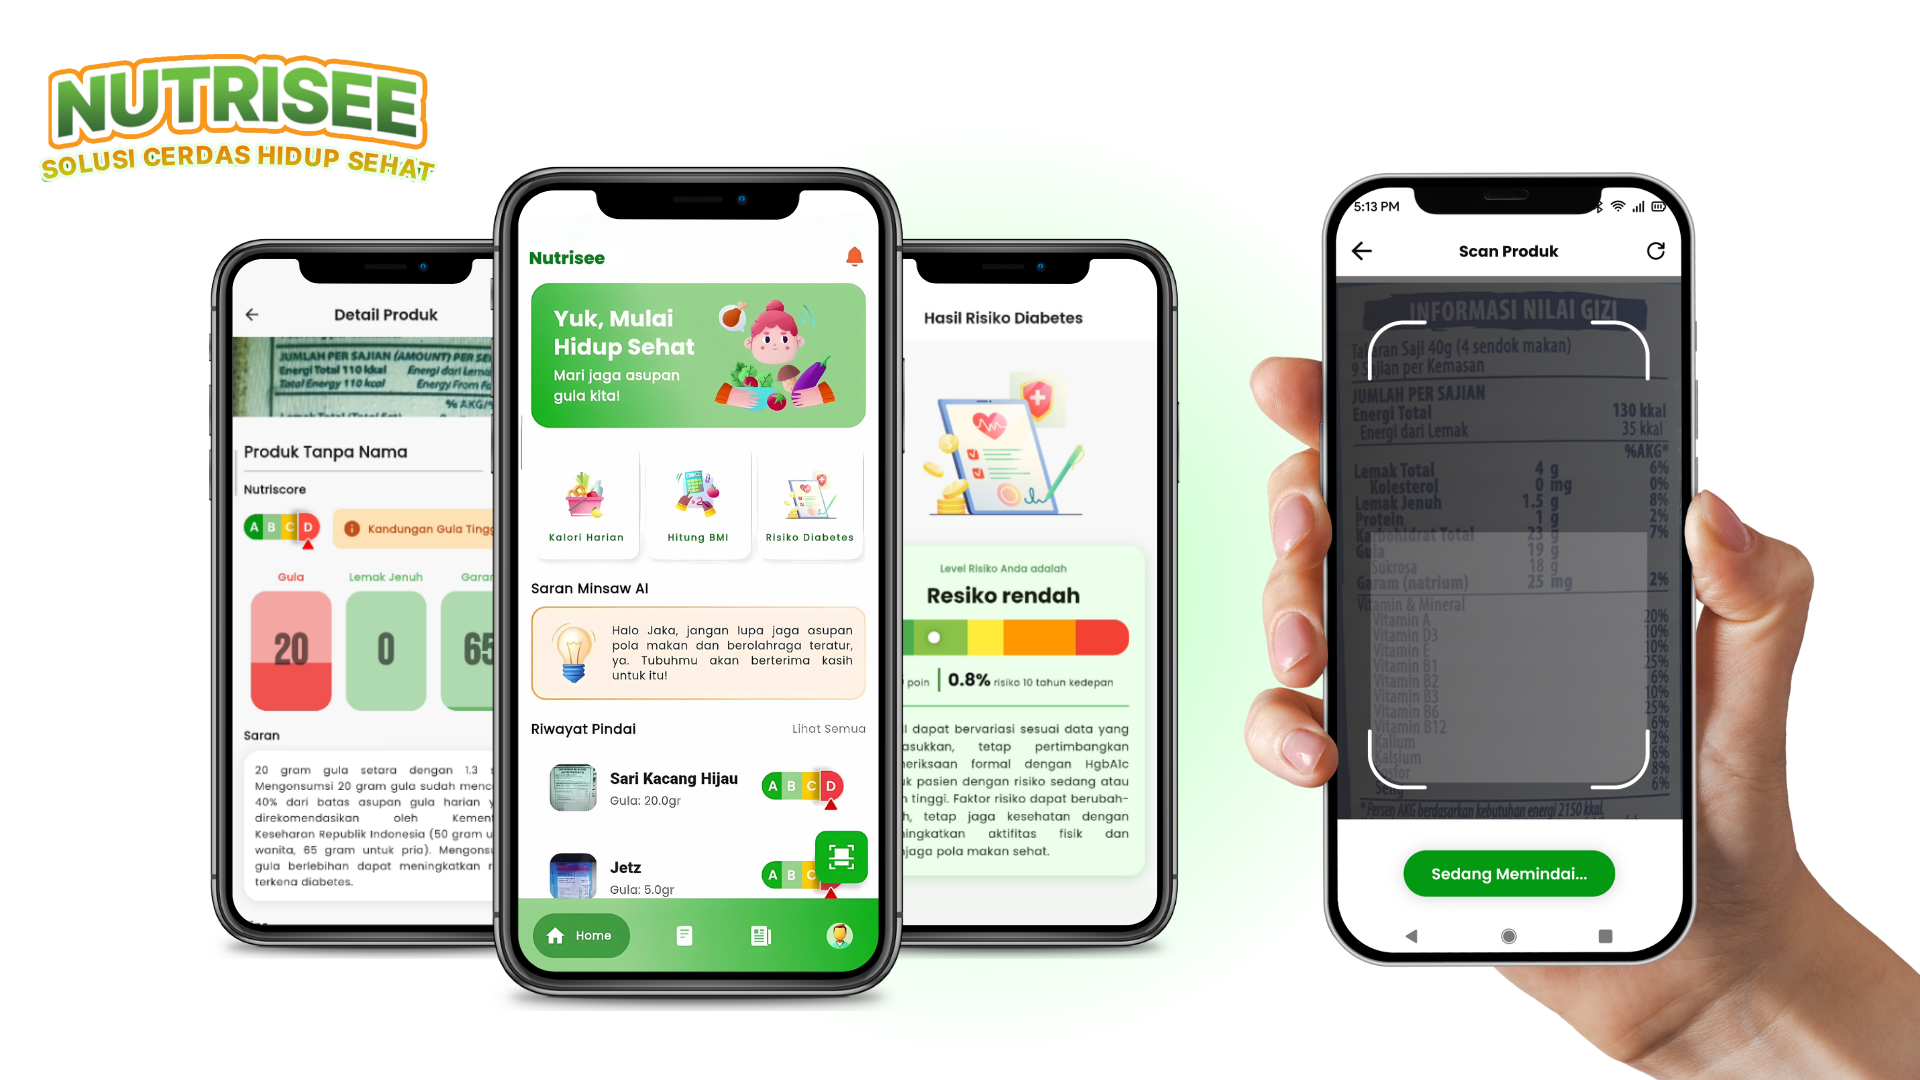 NUTRISEE
SOLUSI CERDAS HIDUP SEHAT
Detail Produk
JUMLAH PER SAJIAN (AMOUNT) PER SE
Energi Total 110 kkal Energi dari Lema
Total Energy 110 kcal Energy From Fa
% AKG/
Produk Tanpa Nama
Nutriscore
A B C D
Kandungan Gula Tingg
Gula Lemak Jenuh Garar
20 0 65
Saran
20 gram gula setara dengan 1.3 s
Mengonsumsi 20 gram gula sudah menc
40% dari batas asupan gula harian y
direkomendasikan oleh Kement
Keseharan Republik Indonesia (50 gram u
wanita, 65 gram untuk pria). Mengonsu
gula berlebihan dapat meningkatkan r
terkena diabetes.
Nutrisee
Yuk, Mulai
Hidup Sehat
Mari jaga asupan
gula kita!
Kalori Harian
Hitung BMI
Risiko Diabetes
Saran Minsaw AI
Halo Jaka, jangan lupa jaga asupan
pola makan dan berolahraga teratur,
ya. Tubuhmu akan berterima kasih
untuk itu!
Riwayat Pindai Lihat Semua
Sari Kacang Hijau
Gula: 20.0gr
A B C D
Jetz
Gula: 5.0gr
A B C
Home
Hasil Risiko Diabetes
Level Risiko Anda adalah
Resiko rendah
poin 0.8% risiko 10 tahun kedepan
l dapat bervariasi sesuai data yang
asukkan, tetap pertimbangkan
neriksaan formal dengan HgbA1c
k pasien dengan risiko sedang atau
tinggi. Faktor risiko dapat berubah-
h, tetap jaga kesehatan dengan
ningkatkan aktifitas fisik dan
jaga pola makan sehat.
5:13 PM
Scan Produk
INFORMASI NILAI GIZI
Takaran Saji 40g (4 sendok makan)
9 Sajian per Kemasan
JUMLAH PER SAJIAN
Energi Total 130 kkal
Energi dari Lemak 35 kkal
%AKG*
Lemak Total 4 g 6%
Kolesterol 0 mg 0%
Lemak Jenuh 1.5 g 8%
Protein 1 g 2%
Karbohidrat Total 23 g 7%
Gula 19 g
Sukrosa 18 g
Garam (natrium) 25 mg 2%
Vitamin & Mineral
Vitamin A 20%
Vitamin D3 10%
Vitamin E 10%
Vitamin B1 25%
Vitamin B2 6%
Vitamin B3 10%
Vitamin B6 25%
Vitamin B12 6%
Kalium 2%
Kalsium 6%
Fosfor 8%
Seng 6%
* Persen AKG berdasarkan kebutuhan energi 2150 kkal.
Sedang Memindai...